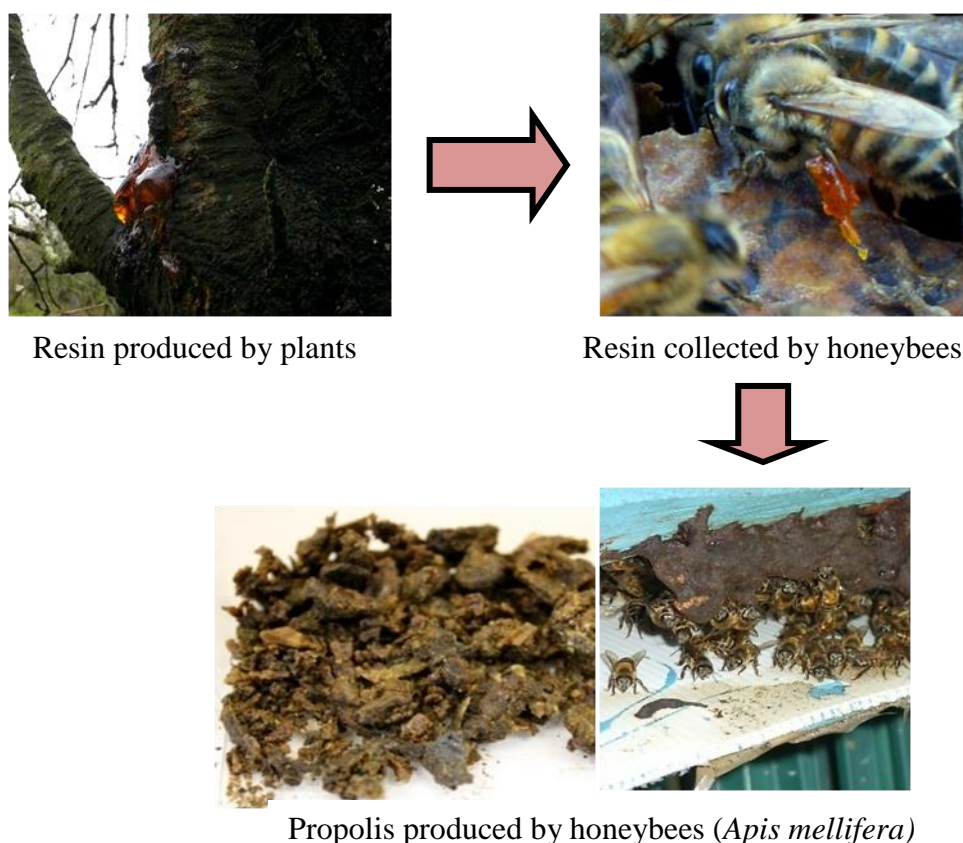 Resin produced by plants
Resin collected by honeybees
Propolis produced by honeybees (Apis mellifera)